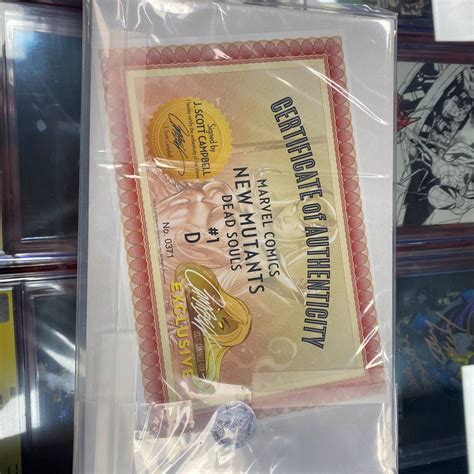 CERTIFICATE of AUTHENTICITY
MARVEL COMICS
NEW MUTANTS
DEAD SOULS
#1
D
Signed by
J. SCOTT CAMPBELL
No. 0371
EXCLUSIVE